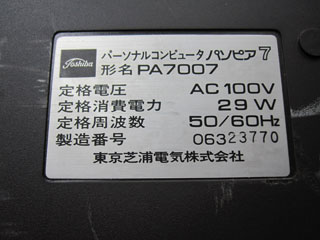 Toshiba
パーソナルコンピュータ パソピア7
形名 PA7007
定格電圧 AC 100V
定格消費電力 29W
定格周波数 50/60Hz
製造番号 06323770
東京芝浦電気株式会社